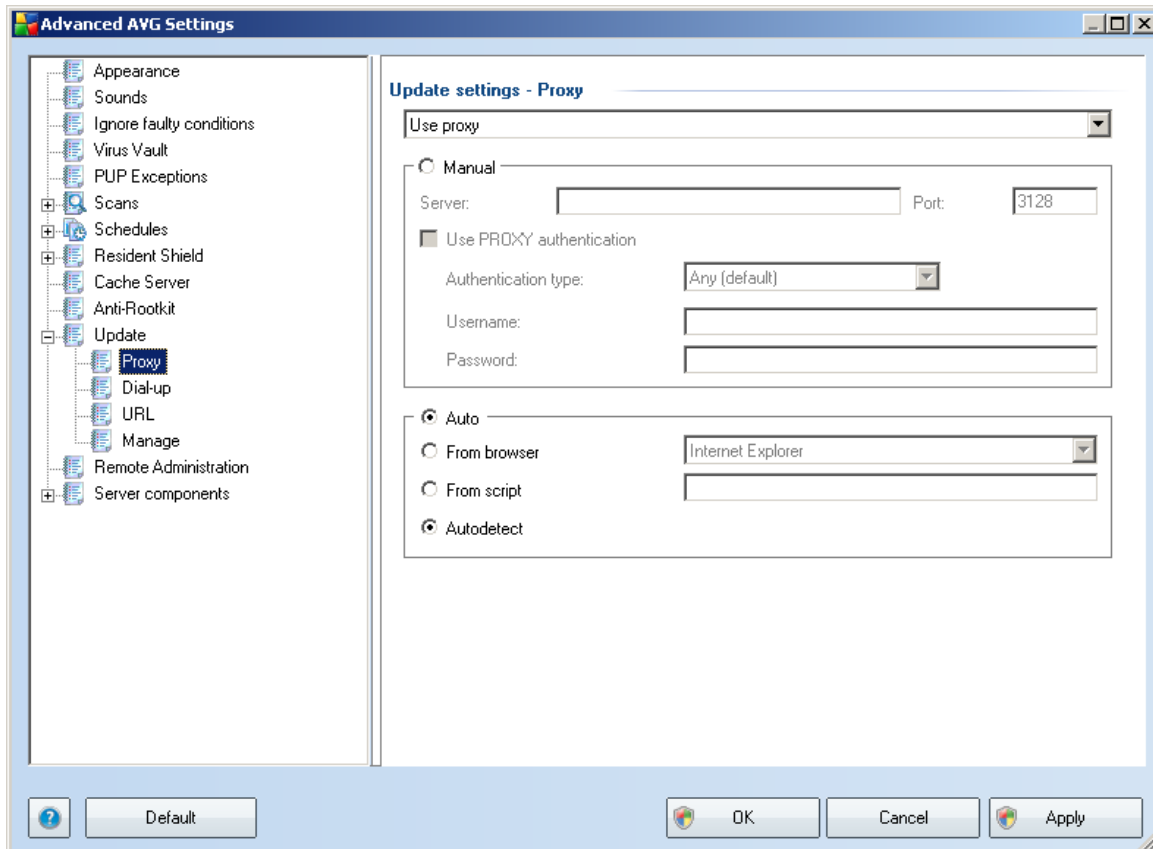 Advanced AVG Settings
Appearance
Sounds
Ignore faulty conditions
Virus Vault
PUP Exceptions
Scans
Schedules
Resident Shield
Cache Server
Anti-Rootkit
Update
Proxy
Dial-up
URL
Manage
Remote Administration
Server components
Update settings - Proxy
Use proxy
Manual
Server: Port: 3128
Use PROXY authentication
Authentication type: Any (default)
Username:
Password:
Auto
From browser Internet Explorer
From script
Autodetect
? Default OK Cancel Apply